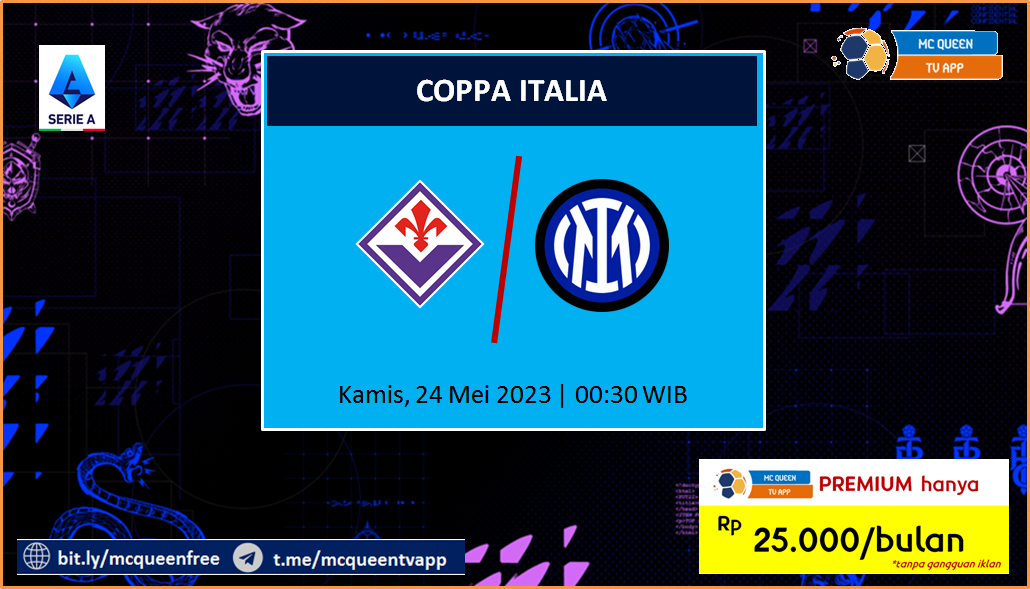 SERIE A
MC QUEEN
TV APP
COPPA ITALIA
Kamis, 24 Mei 2023 | 00:30 WIB
MC QUEEN
TV APP
PREMIUM hanya
Rp 25.000/bulan
*tanpa gangguan iklan
bit.ly/mcqueenfree
t.me/mcqueentvapp